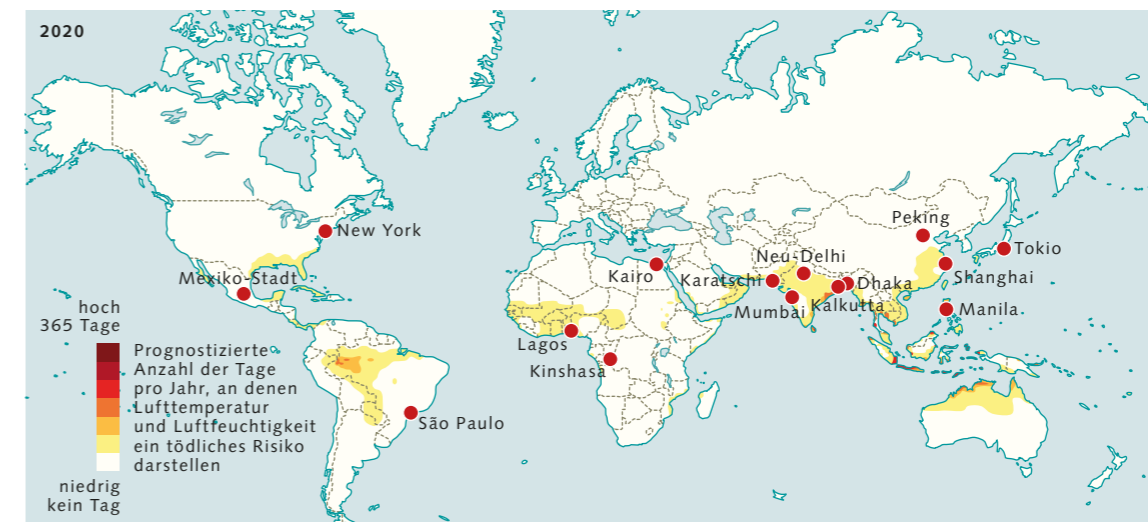 2020
New York
Mexiko-Stadt
São Paulo
Kairo
Lagos
Kinshasa
Karatschi
Neu-Delhi
Mumbai
Kalkutta
Dhaka
Peking
Tokio
Shanghai
Manila
hoch
365 Tage
Prognostizierte
Anzahl der Tage
pro Jahr, an denen
Lufttemperatur
und Luftfeuchtigkeit
ein tödliches Risiko
darstellen
niedrig
kein Tag